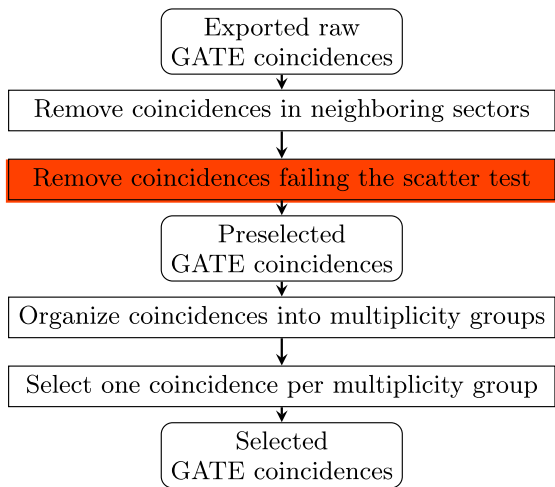 Exported raw
GATE coincidences
Remove coincidences in neighboring sectors
Remove coincidences failing the scatter test
Preselected
GATE coincidences
Organize coincidences into multiplicity groups
Select one coincidence per multiplicity group
Selected
GATE coincidences